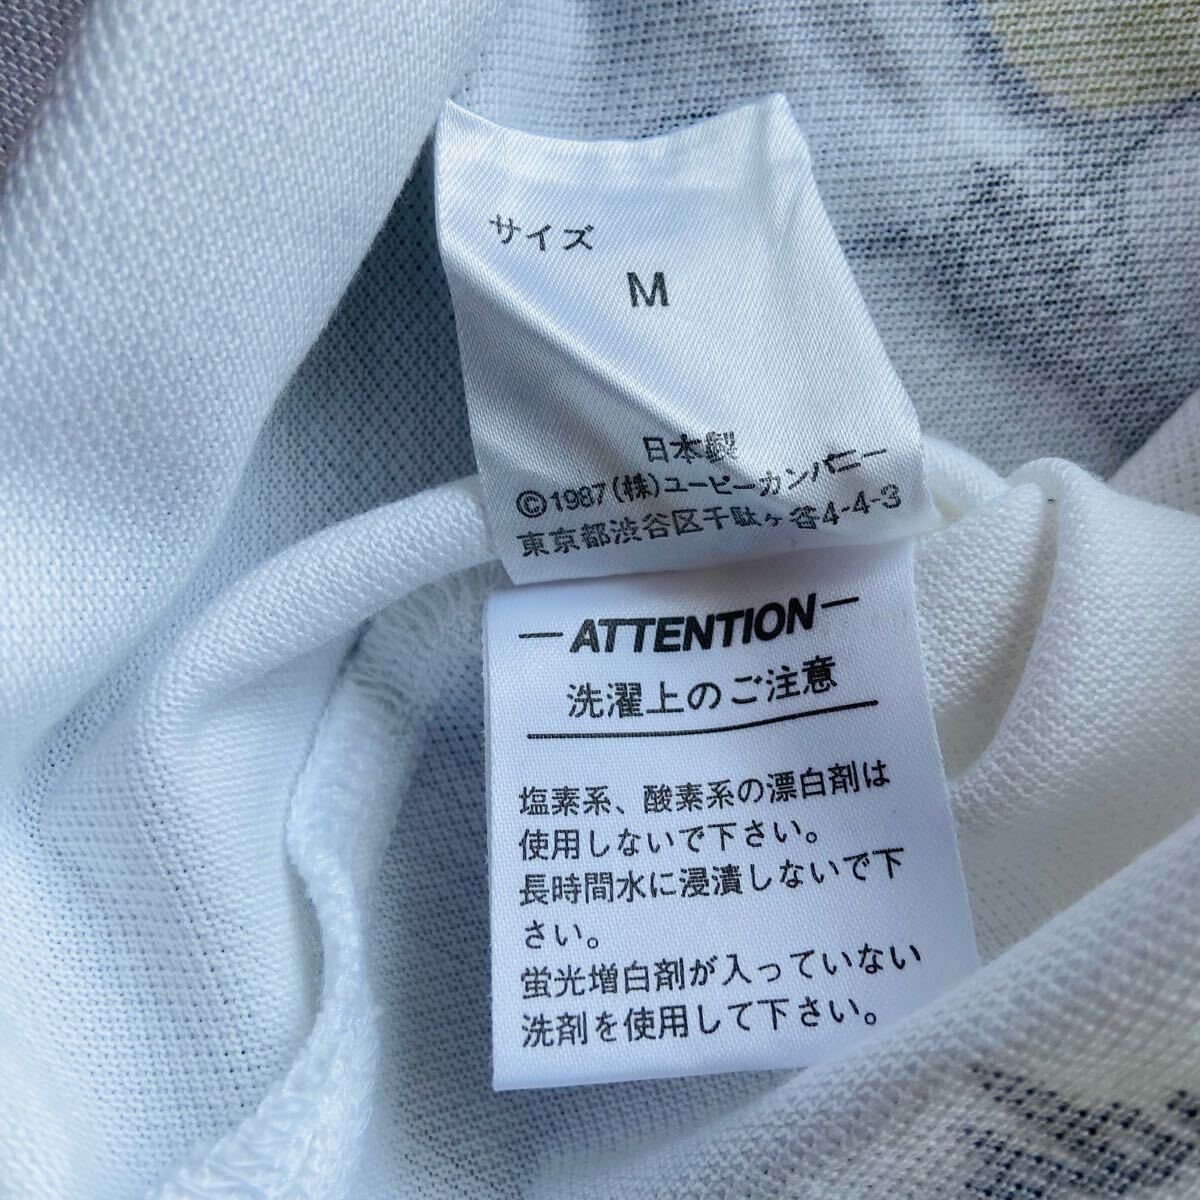 サイズ
M
日本製
©1987(株)ユーピーカンパニー
東京都渋谷区千駄ヶ谷4-4-3
—ATTENTION—
洗濯上のご注意
塩素系、酸素系の漂白剤は
使用しないで下さい。
長時間水に浸漬しないで下
さい。
蛍光増白剤が入っていない
洗剤を使用して下さい。